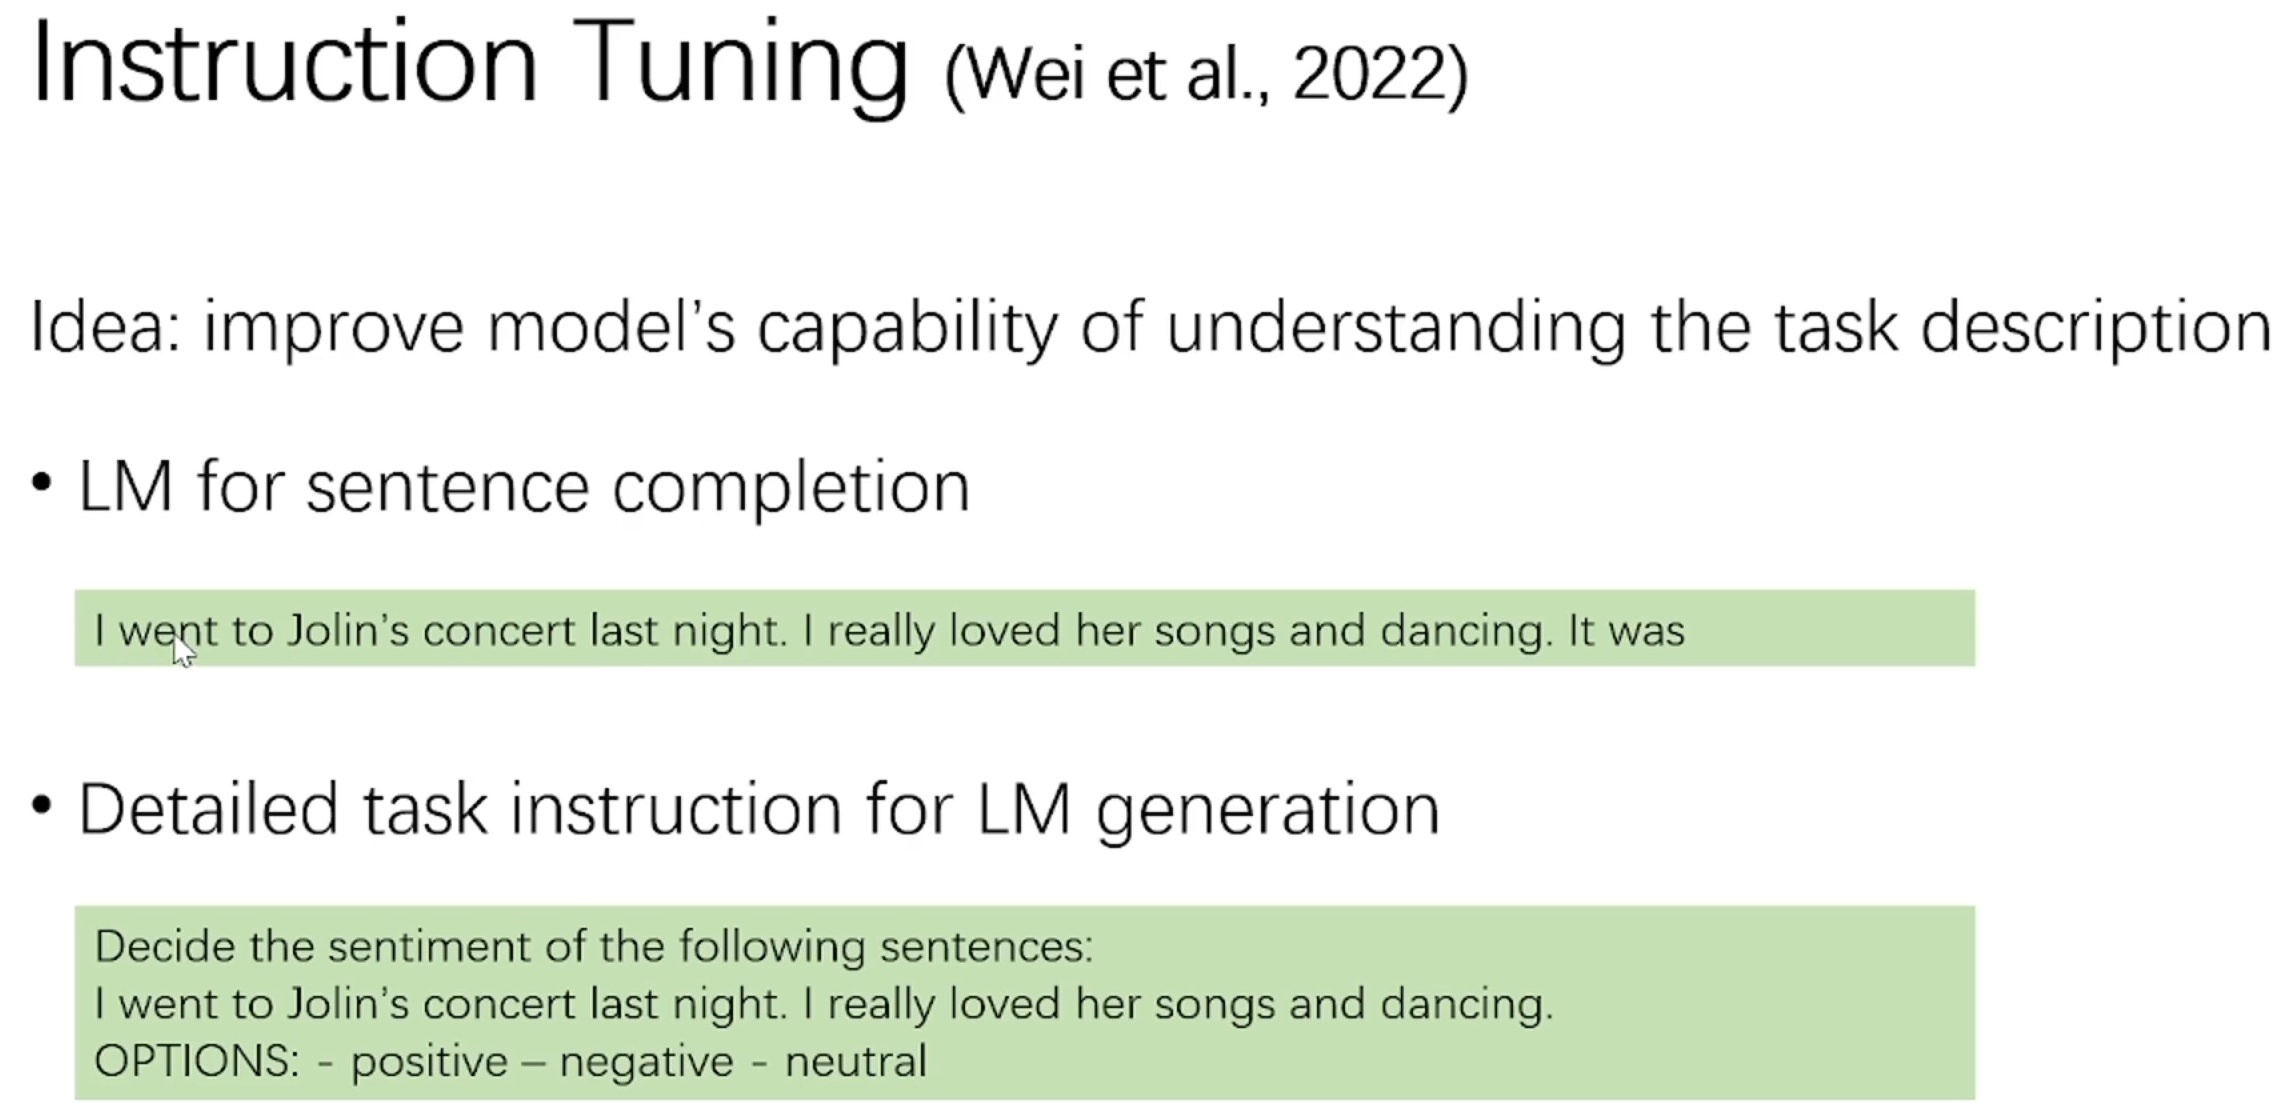 Instruction Tuning (Wei et al., 2022)
Idea: improve model’s capability of understanding the task description
• LM for sentence completion
I went to Jolin’s concert last night. I really loved her songs and dancing. It was
• Detailed task instruction for LM generation
Decide the sentiment of the following sentences:
I went to Jolin’s concert last night. I really loved her songs and dancing.
OPTIONS: - positive – negative - neutral